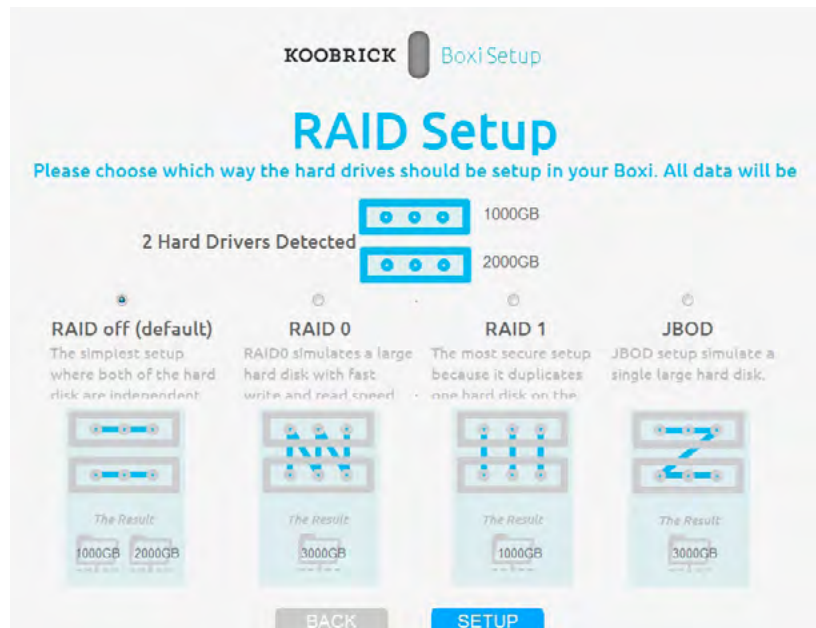 KOOBRICK Boxi Setup
RAID Setup
Please choose which way the hard drives should be setup in your Boxi. All data will be
2 Hard Drivers Detected
1000GB
2000GB
RAID off (default)
The simplest setup
where both of the hard
disk are independent
RAID 0
RAID0 simulates a large
hard disk with fast
write and read speed
RAID 1
The most secure setup
because it duplicates
one hard disk on the
JBOD
JBOD setup simulate a
single large hard disk.
The Result
1000GB 2000GB
The Result
3000GB
The Result
1000GB
The Result
3000GB
BACK
SETUP